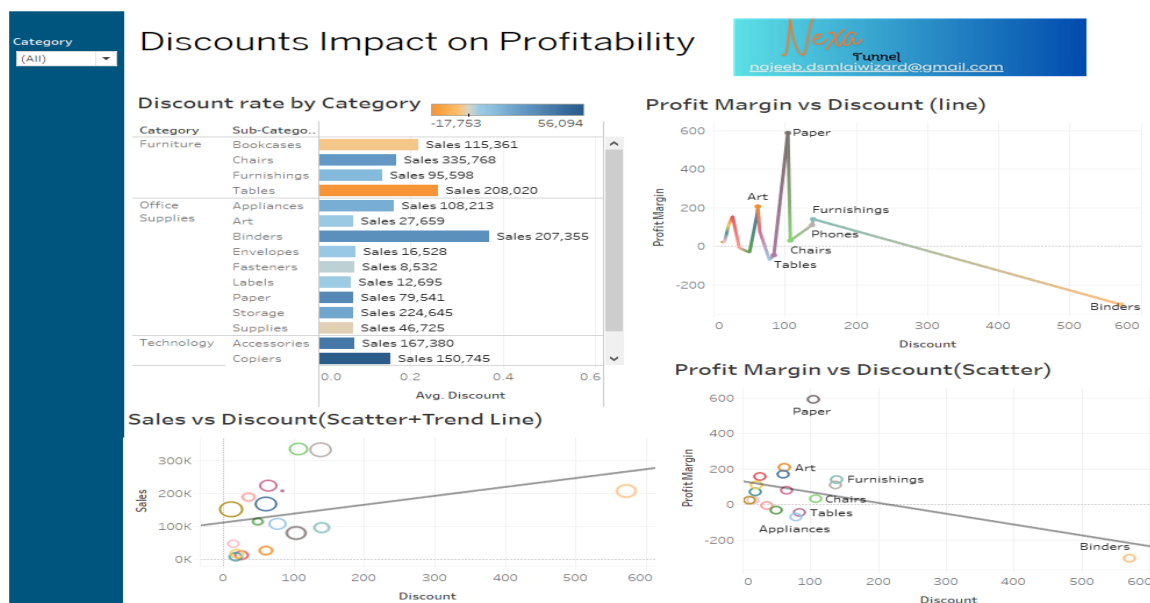 Category
(All)
Discounts Impact on Profitability
Nexa
Tunnel
najeeb.dsmlaiwizard@gmail.com
Discount rate by Category
-17,753 56,094
Category Sub-Catego..
Furniture Bookcases Sales 115,361
Chairs Sales 335,768
Furnishings Sales 95,598
Tables Sales 208,020
Office Supplies Appliances Sales 108,213
Art Sales 27,659
Binders Sales 207,355
Envelopes Sales 16,528
Fasteners Sales 8,532
Labels Sales 12,695
Paper Sales 79,541
Storage Sales 224,645
Supplies Sales 46,725
Technology Accessories Sales 167,380
Copiers Sales 150,745
0.0 0.2 0.4 0.6
Avg. Discount
Profit Margin vs Discount (line)
Profit Margin
600
400
200
0
-200
Paper
Art
Furnishings
Phones
Chairs
Tables
Binders
0 100 200 300 400 500 600
Discount
Sales vs Discount(Scatter+Trend Line)
Sales
300K
200K
100K
0K
0 100 200 300 400 500 600
Discount
Profit Margin vs Discount(Scatter)
Profit Margin
600
400
200
0
-200
Paper
Art
Furnishings
Chairs
Tables
Appliances
Binders
0 100 200 300 400 500 600
Discount